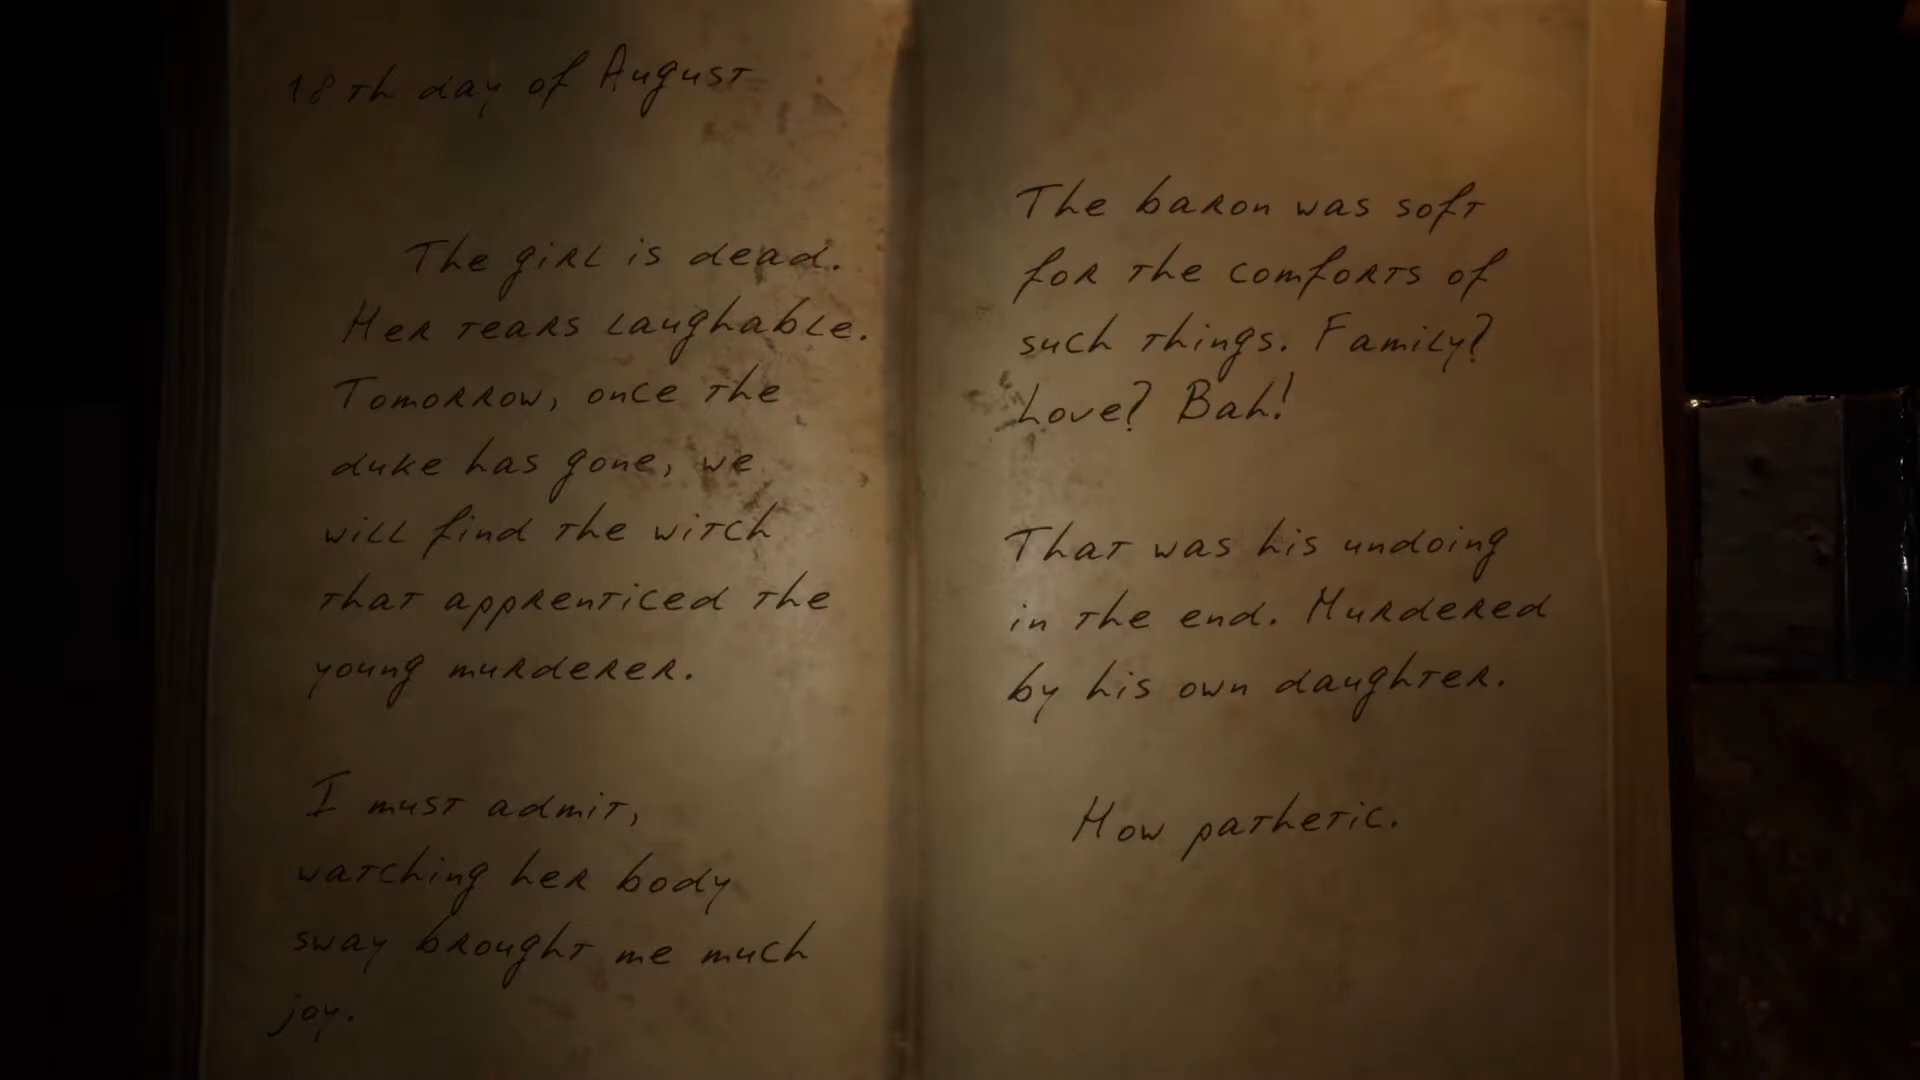 18th day of August
The girl is dead.
Her tears laughable.
Tomorrow, once the
duke has gone, we
will find the witch
that apprenticed the
young murderer.
I must admit,
watching her body
sway brought me much
joy.
The baron was soft
for the comforts of
such things. Family?
Love? Bah!
That was his undoing
in the end. Murdered
by his own daughter.
How pathetic.